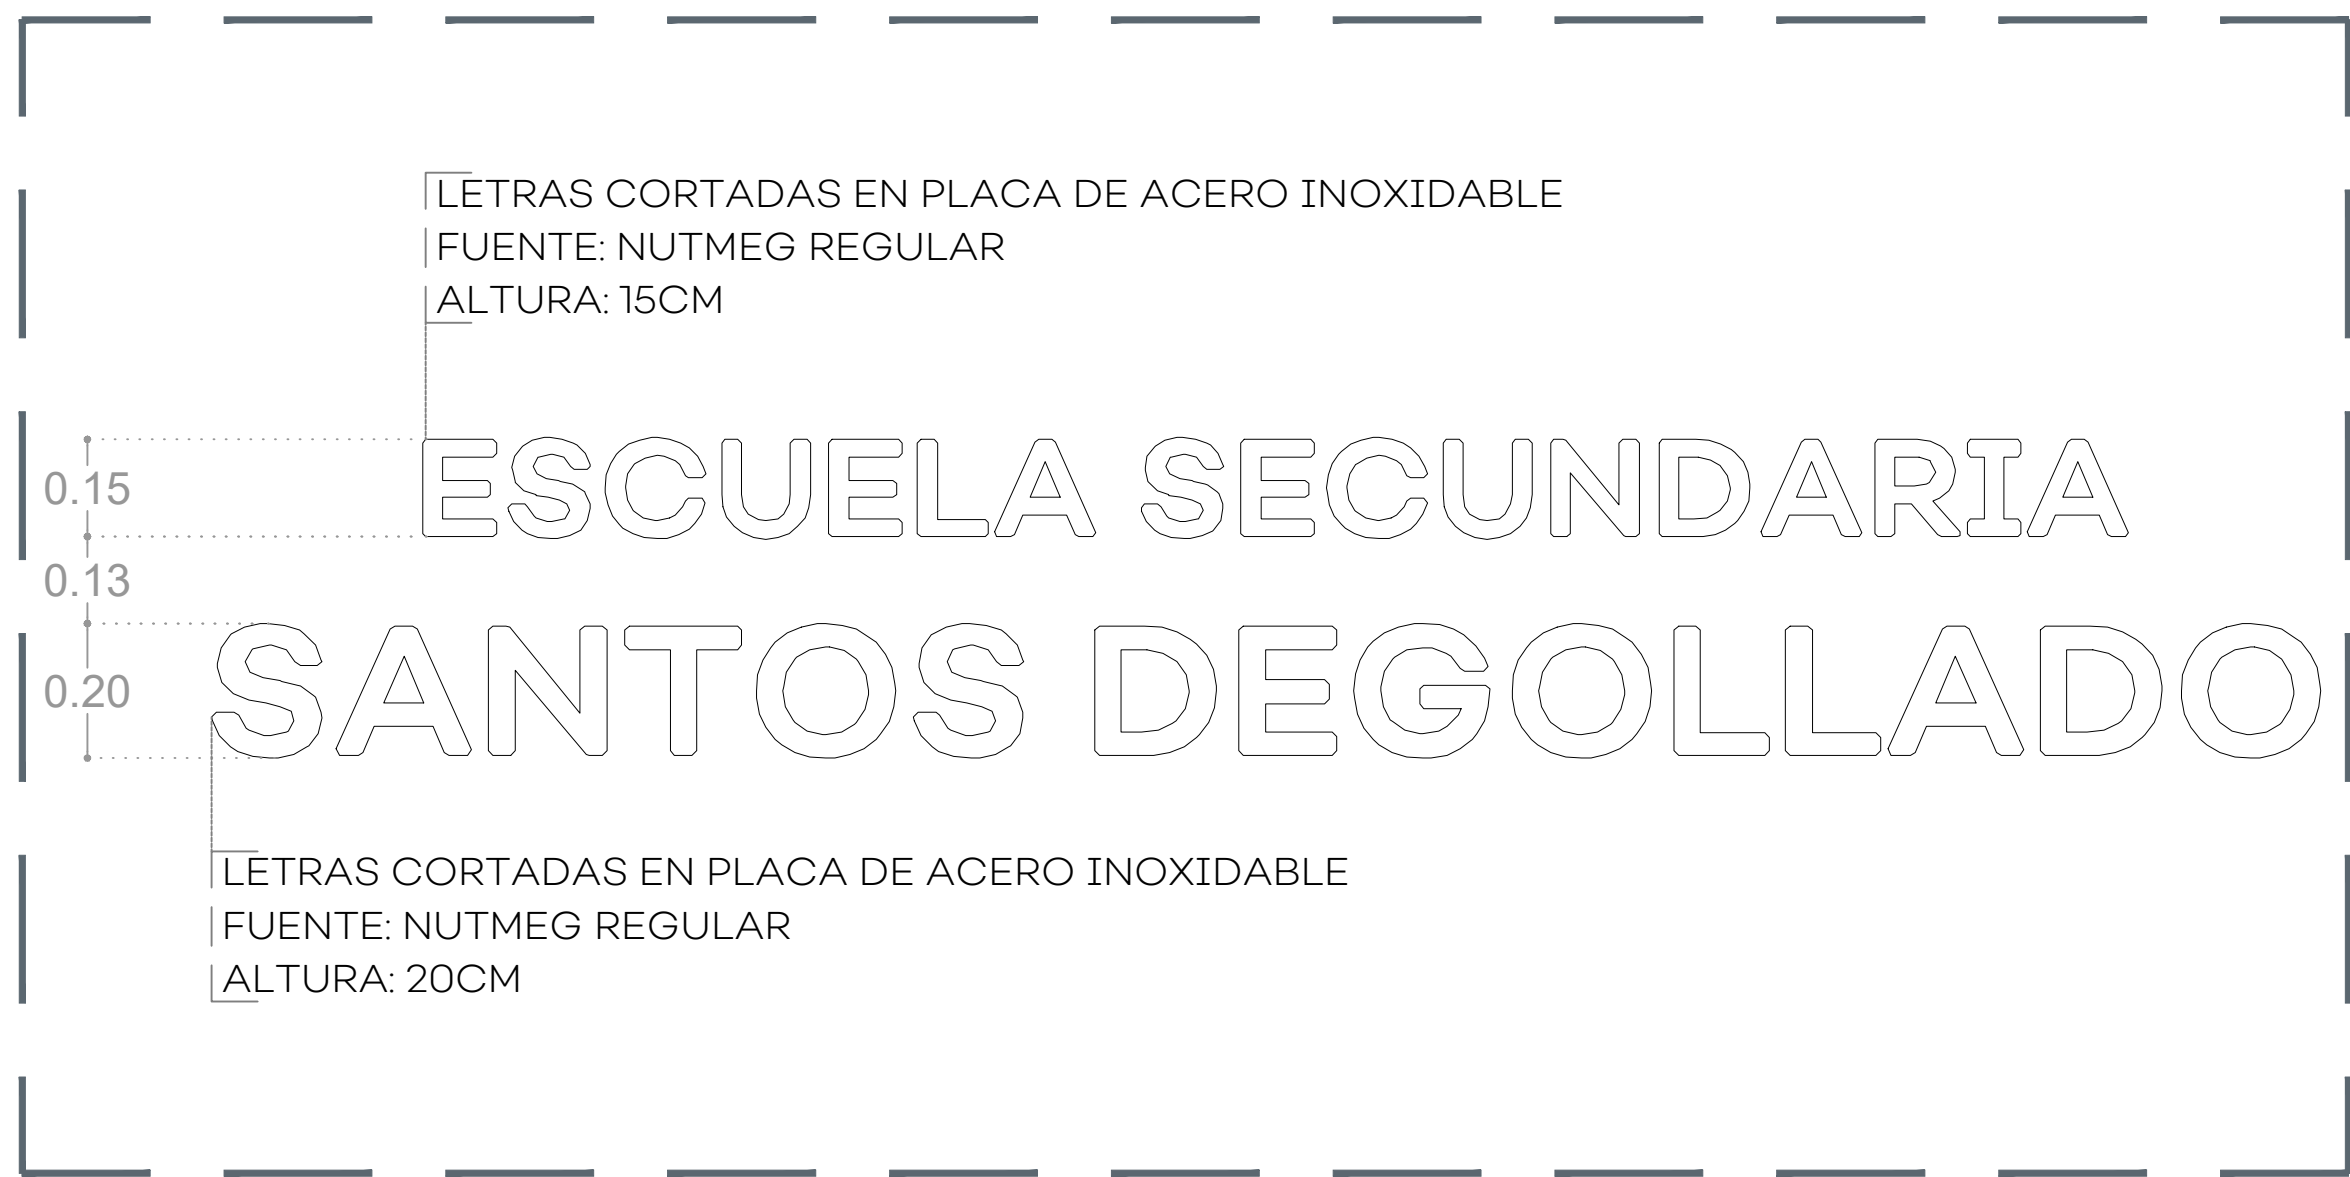 LETRAS CORTADAS EN PLACA DE ACERO INOXIDABLE
FUENTE: NUTMEG REGULAR
ALTURA: 15CM
0.15
ESCUELA SECUNDARIA
0.13
0.20
SANTOS DEGOLLADO
LETRAS CORTADAS EN PLACA DE ACERO INOXIDABLE
FUENTE: NUTMEG REGULAR
ALTURA: 20CM